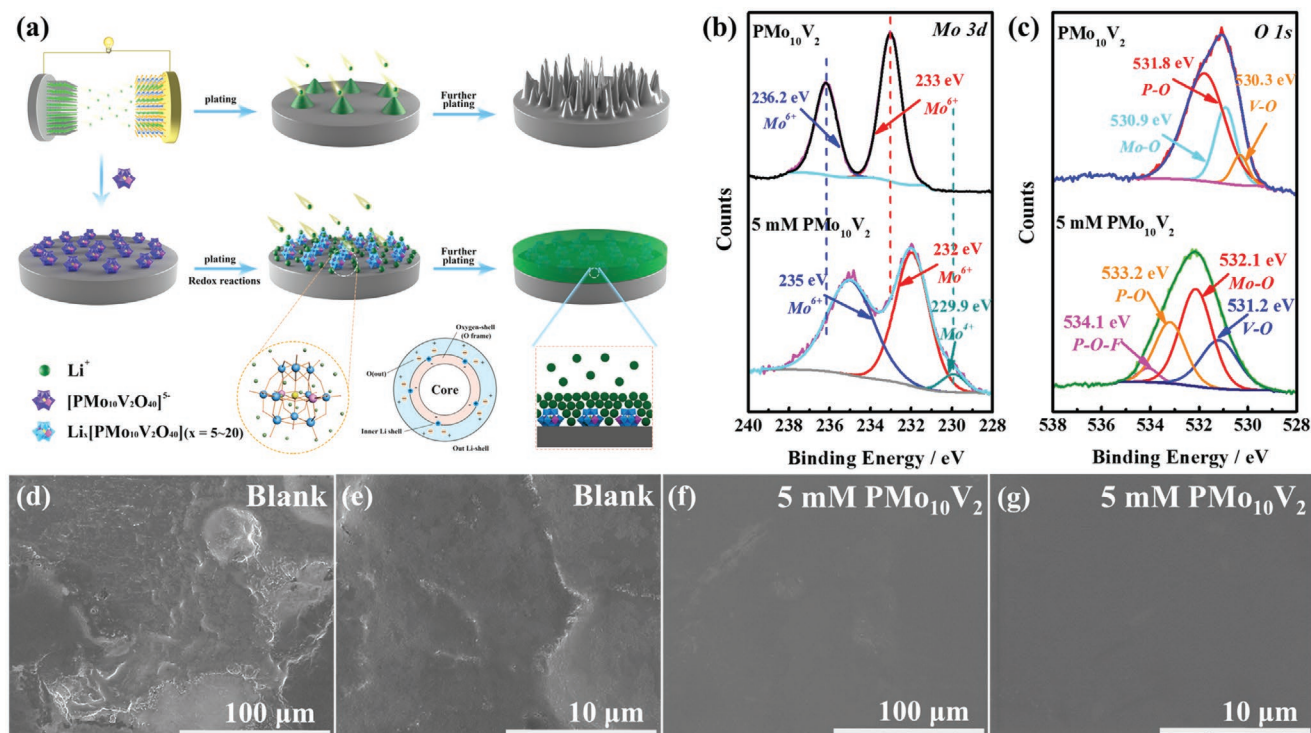 (a)
plating
Further
plating
plating
Redox reactions
Further
plating
Li⁺
[PMo₁₀V₂O₄₀]⁵⁻
Liₓ[PMo₁₀V₂O₄₀](x = 5~20)
Oxygen-shell
(O frame)
O(out)
Core
Inner Li shell
Out Li-shell
(b)
Mo 3d
PMo₁₀V₂
236.2 eV
Mo⁶⁺
233 eV
Mo⁶⁺
5 mM PMo₁₀V₂
235 eV
Mo⁶⁺
232 eV
Mo⁶⁺
229.9 eV
Mo⁴⁺
Counts
240 238 236 234 232 230 228
Binding Energy / eV
(c)
O 1s
PMo₁₀V₂
531.8 eV
P-O
530.3 eV
V-O
530.9 eV
Mo-O
5 mM PMo₁₀V₂
533.2 eV
P-O
532.1 eV
Mo-O
534.1 eV
P-O-F
531.2 eV
V-O
Counts
538 536 534 532 530 528
Binding Energy / eV
(d)
Blank
100 μm
(e)
Blank
10 μm
(f)
5 mM PMo₁₀V₂
100 μm
(g)
5 mM PMo₁₀V₂
10 μm